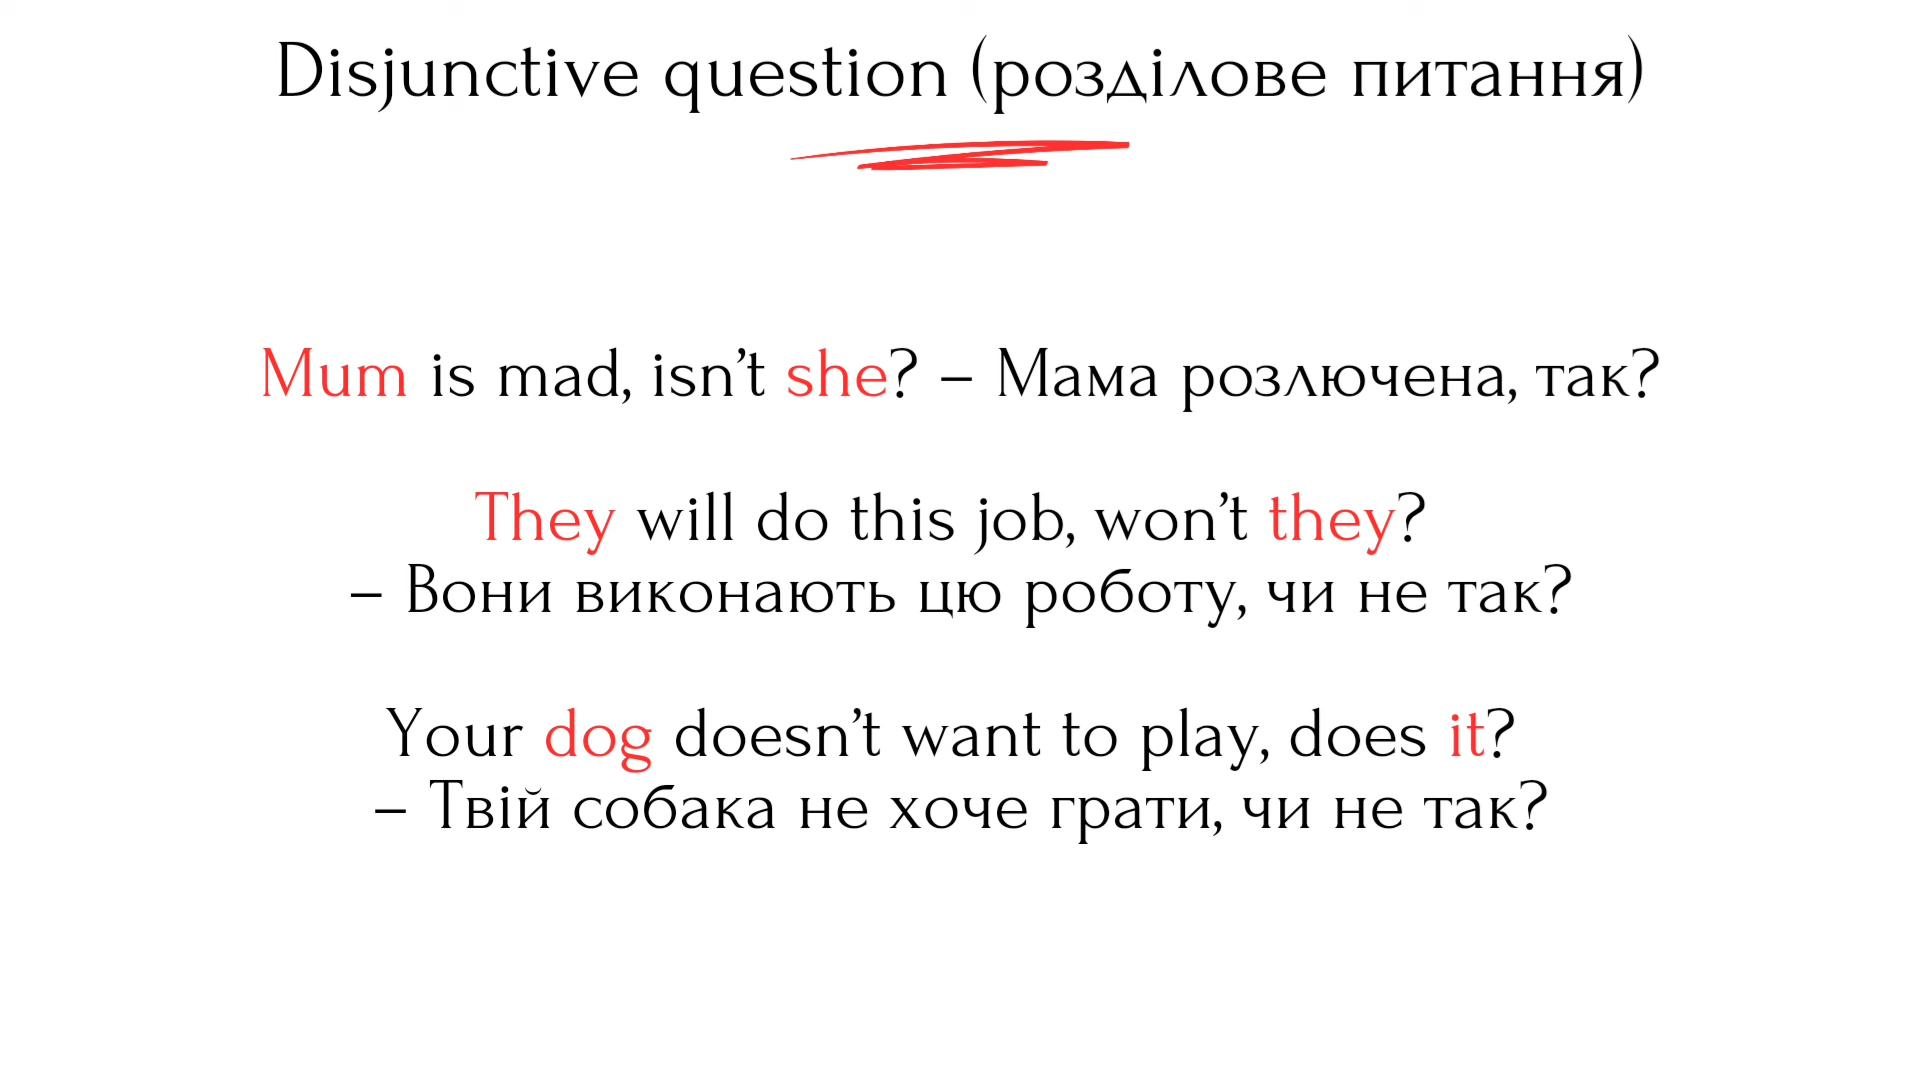 Disjunctive question (розділове питання)
Mum is mad, isn’t she? – Мама розлючена, так?
They will do this job, won’t they?
– Вони виконають цю роботу, чи не так?
Your dog doesn’t want to play, does it?
– Твій собака не хоче грати, чи не так?